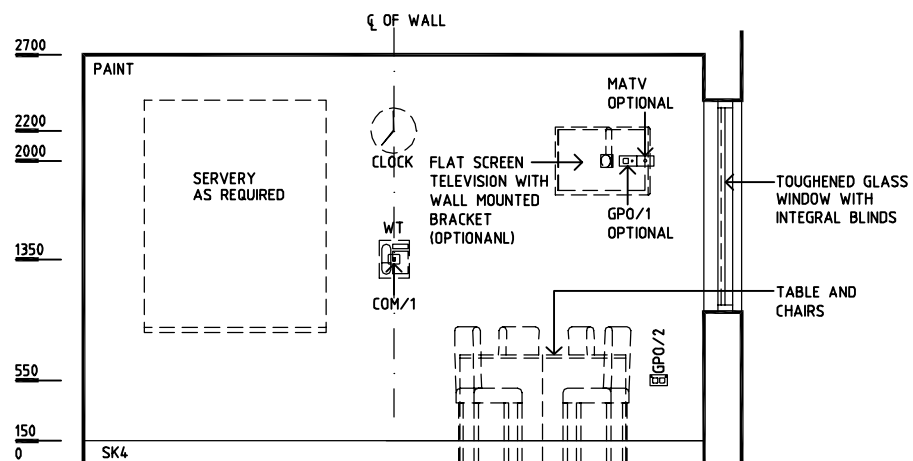 ℄ OF WALL
2700
PAINT
MATV
OPTIONAL
2200
2000
CLOCK
FLAT SCREEN
TELEVISION WITH
WALL MOUNTED
BRACKET
(OPTIONANL)
SERVERY
AS REQUIRED
TOUGHENED GLASS
WINDOW WITH
INTEGRAL BLINDS
GPO/1
OPTIONAL
WT
1350
COM/1
TABLE AND
CHAIRS
GPO/2
550
150
0
SK4